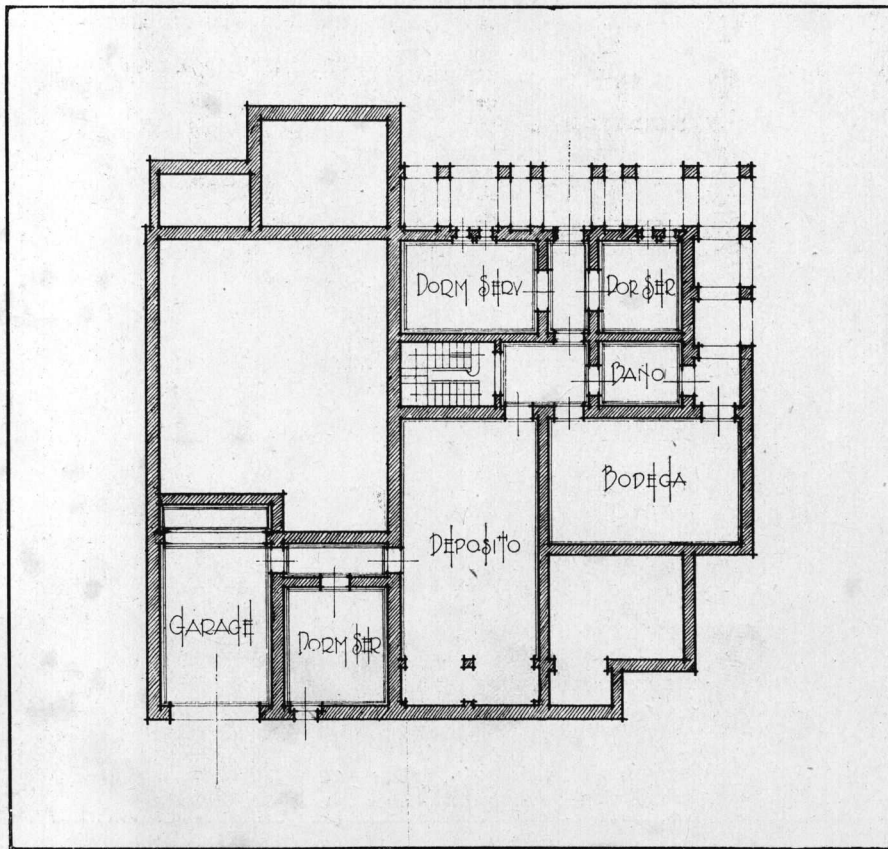 DORM SERV
DOR SER
BAÑO
BODEGA
DEPOSITO
GARAGE
DORM SER